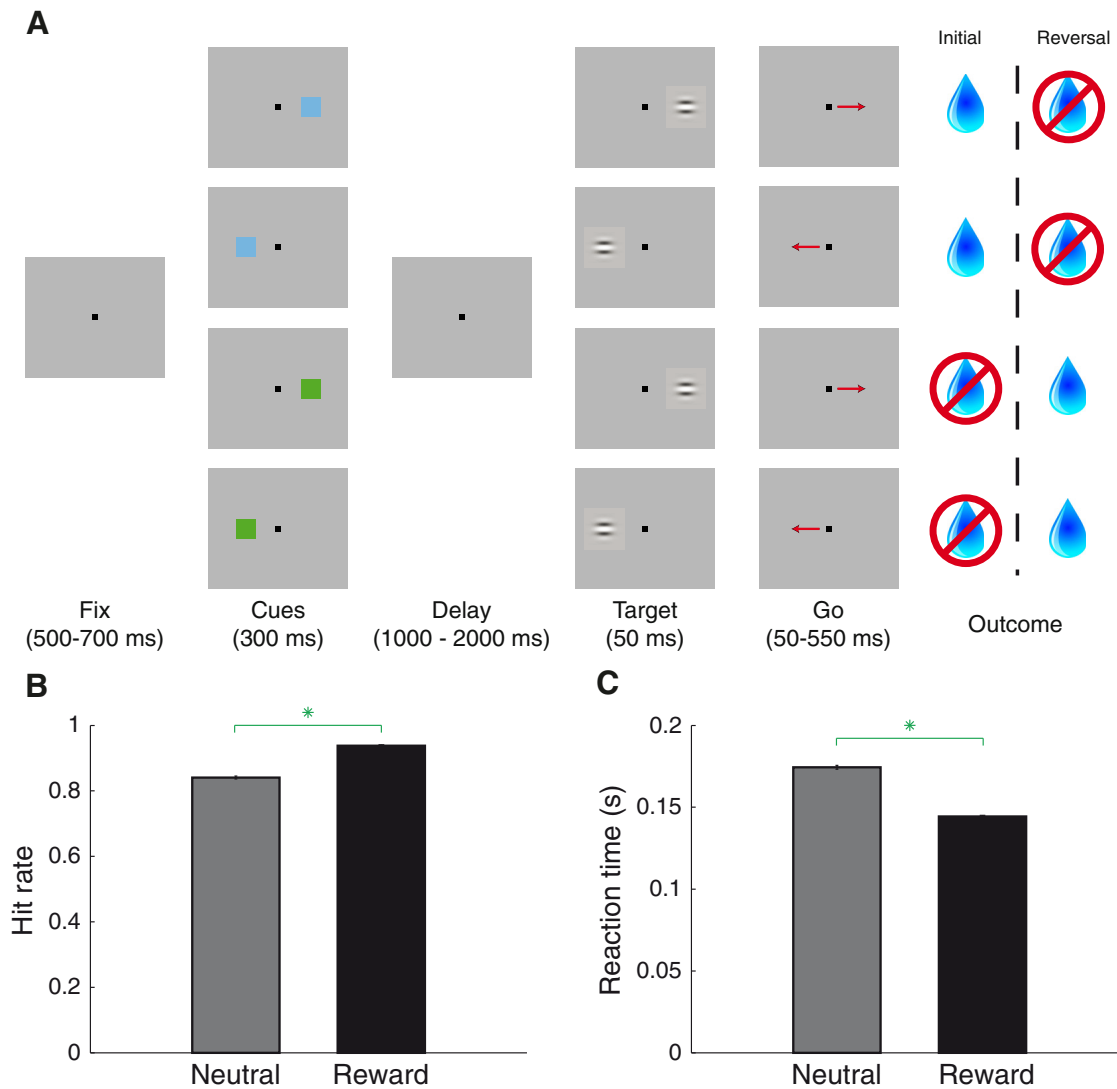 A
Initial Reversal
Fix
(500-700 ms)
Cues
(300 ms)
Delay
(1000 - 2000 ms)
Target
(50 ms)
Go
(50-550 ms)
Outcome
B
*
1
0.8
0.6
0.4
0.2
0
Hit rate
Neutral Reward
C
*
0.2
0.15
0.1
0.05
0
Reaction time (s)
Neutral Reward